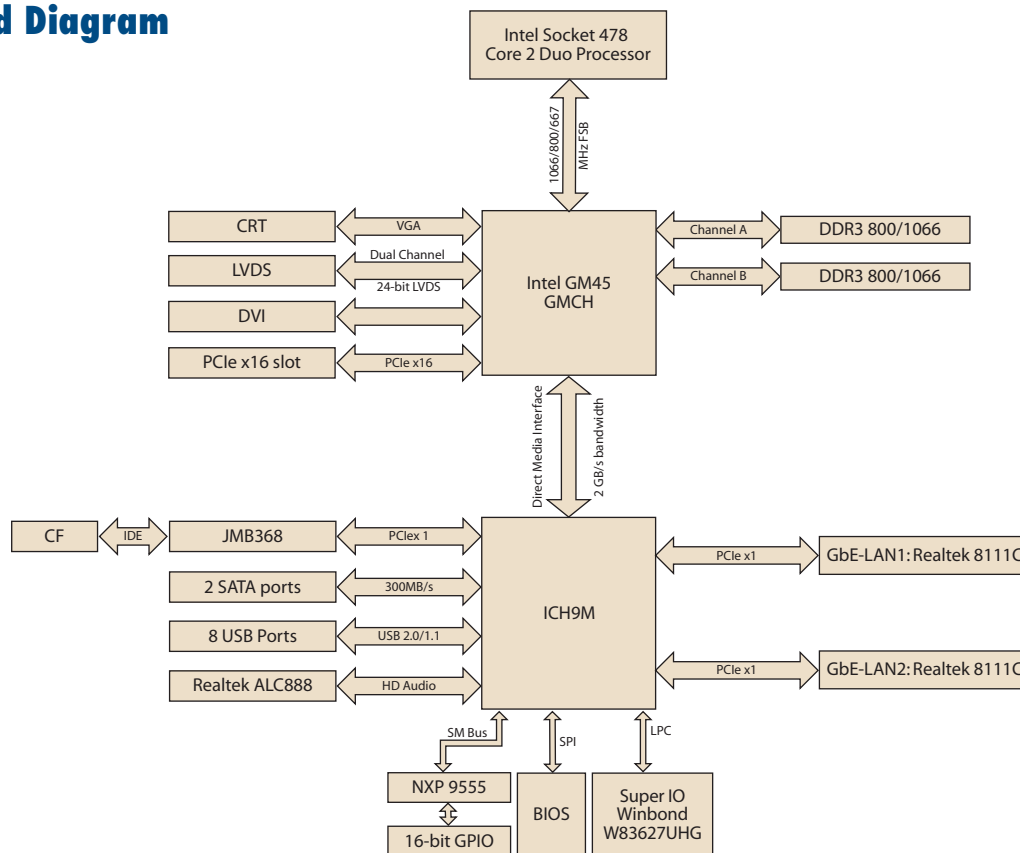 d Diagram
Intel Socket 478
Core 2 Duo Processor
1066/800/667
MHz FSB
CRT
VGA
LVDS
Dual Channel
24-bit LVDS
DVI
PCIe x16 slot
PCIe x16
Intel GM45
GMCH
Channel A
DDR3 800/1066
Channel B
DDR3 800/1066
Direct Media Interface
2 GB/s bandwidth
CF
IDE
JMB368
PCIex 1
2 SATA ports
300MB/s
8 USB Ports
USB 2.0/1.1
Realtek ALC888
HD Audio
ICH9M
PCIe x1
GbE-LAN1: Realtek 8111C
PCIe x1
GbE-LAN2: Realtek 8111C
SM Bus
SPI
LPC
NXP 9555
16-bit GPIO
BIOS
Super IO
Winbond
W83627UHG